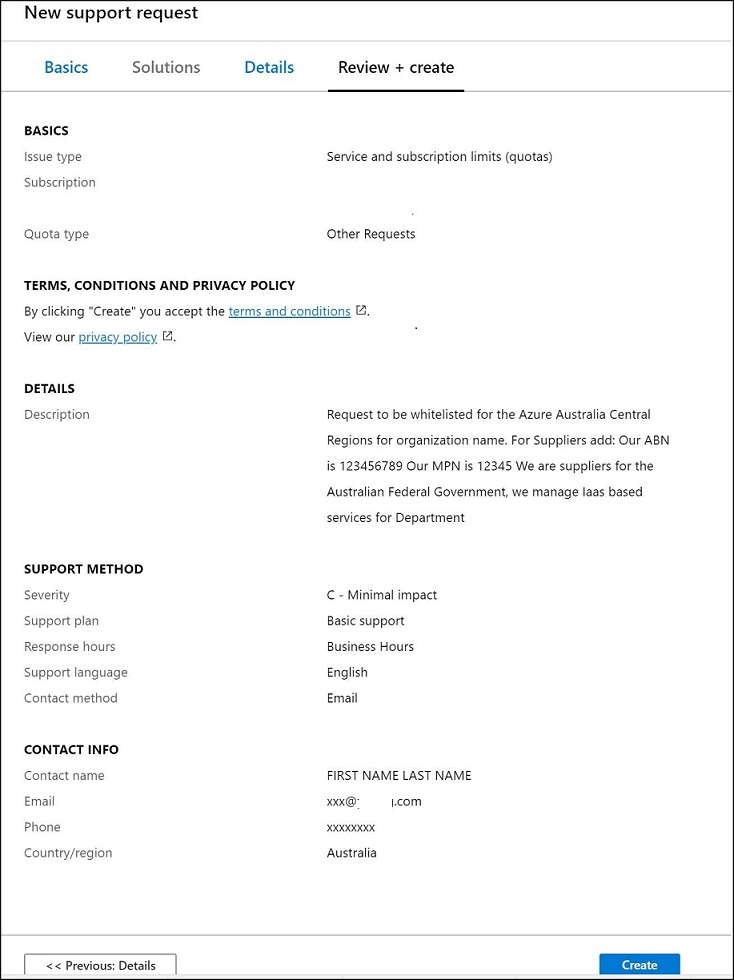 New support request
Basics Solutions Details Review + create
BASICS
Issue type Service and subscription limits (quotas)
Subscription
Quota type Other Requests
TERMS, CONDITIONS AND PRIVACY POLICY
By clicking "Create" you accept the terms and conditions.
View our privacy policy.
DETAILS
Description Request to be whitelisted for the Azure Australia Central
Regions for organization name. For Suppliers add: Our ABN
is 123456789 Our MPN is 12345 We are suppliers for the
Australian Federal Government, we manage Iaas based
services for Department
SUPPORT METHOD
Severity C - Minimal impact
Support plan Basic support
Response hours Business Hours
Support language English
Contact method Email
CONTACT INFO
Contact name FIRST NAME LAST NAME
Email xxx@ .com
Phone xxxxxxxx
Country/region Australia
<< Previous: Details Create